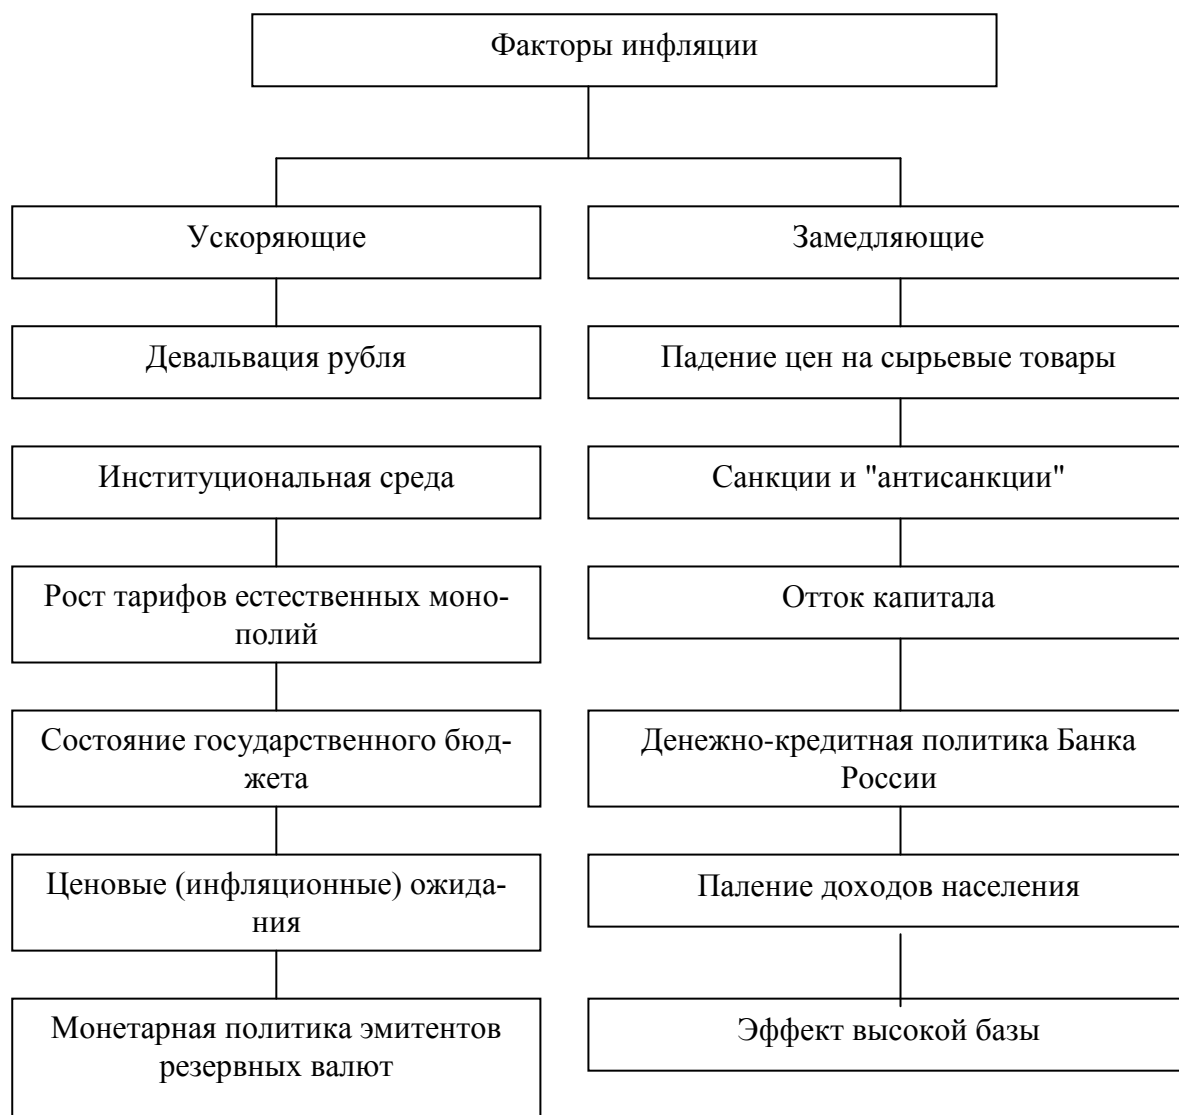 Факторы инфляции
Ускоряющие
Замедляющие
Девальвация рубля
Падение цен на сырьевые товары
Институциональная среда
Санкции и "антисанкции"
Рост тарифов естественных моно-
полий
Отток капитала
Состояние государственного бюд-
жета
Денежно-кредитная политика Банка
России
Ценовые (инфляционные) ожида-
ния
Паление доходов населения
Монетарная политика эмитентов
резервных валют
Эффект высокой базы